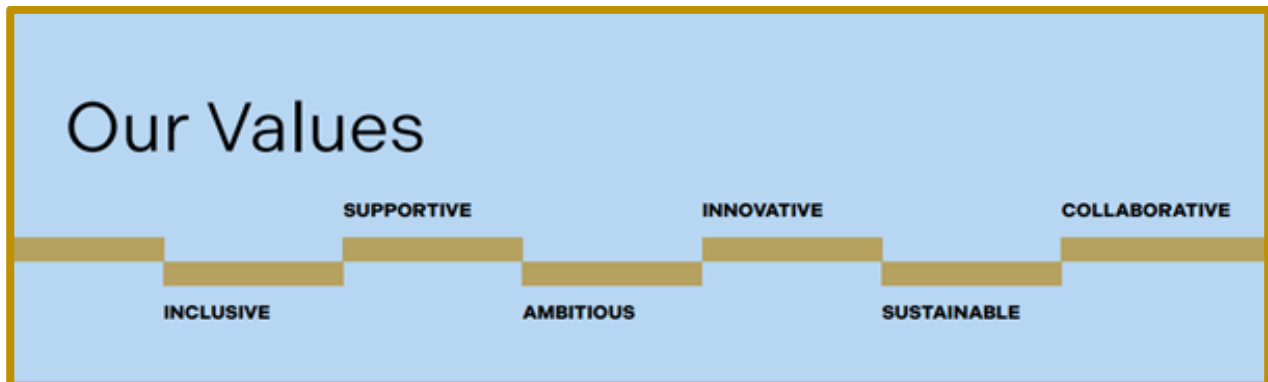 Our Values
SUPPORTIVE INNOVATIVE COLLABORATIVE
INCLUSIVE AMBITIOUS SUSTAINABLE